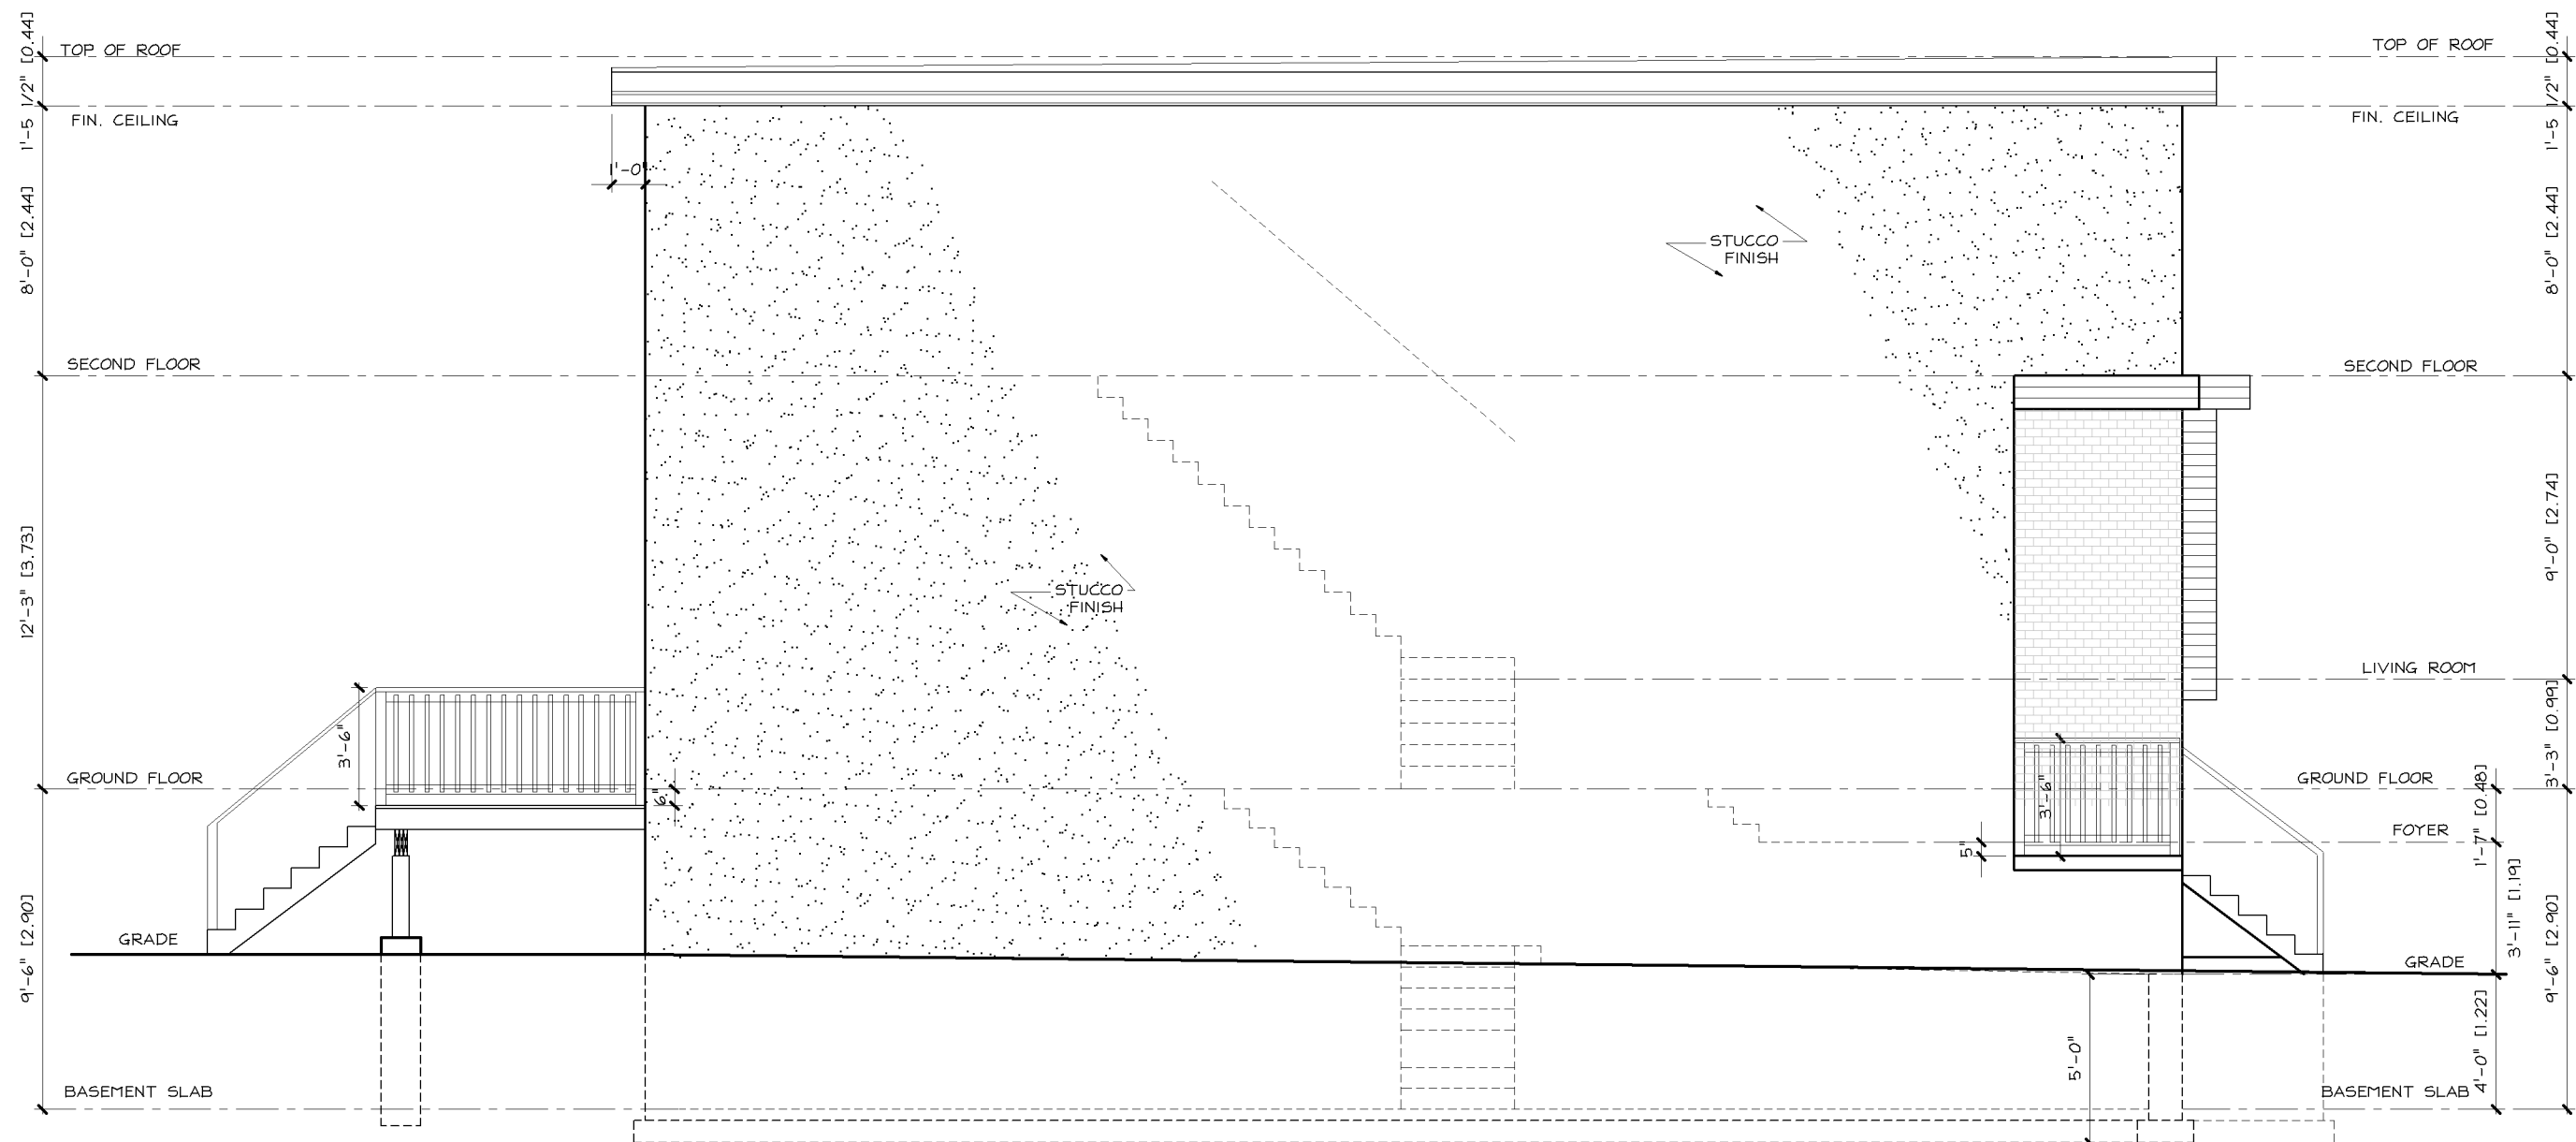 TOP OF ROOF
TOP OF ROOF
1'-5 1/2" [0.44]
1'-5 1/2" [0.44]
FIN. CEILING
FIN. CEILING
1'-0"
8'-0" [2.44]
8'-0" [2.44]
STUCCO
FINISH
SECOND FLOOR
SECOND FLOOR
12'-3" [3.73]
9'-0" [2.74]
STUCCO
FINISH
LIVING ROOM
3'-6"
3'-3" [0.99]
GROUND FLOOR
GROUND FLOOR
6"
3'-6"
1'-7" [0.48]
FOYER
5"
3'-11" [1.19]
9'-6" [2.90]
9'-6" [2.90]
GRADE
GRADE
4'-0" [1.22]
5'-0"
BASEMENT SLAB
BASEMENT SLAB